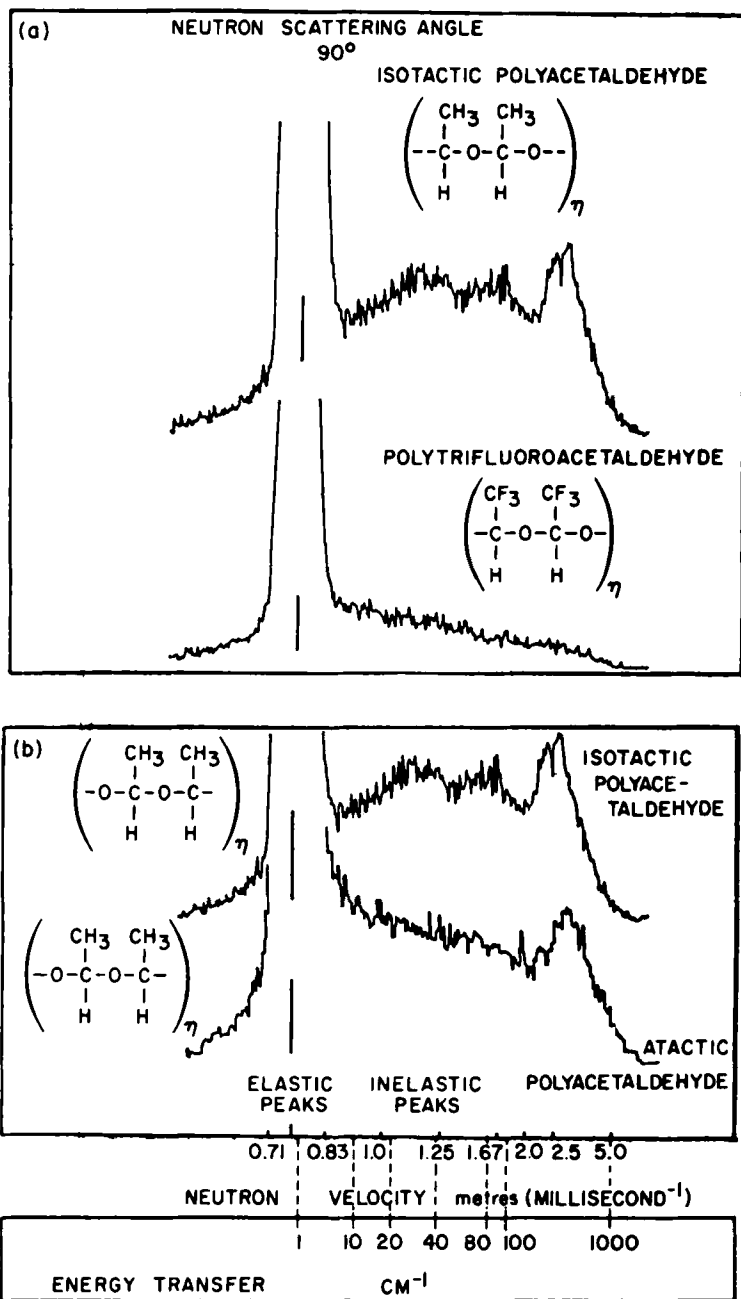 (a)
NEUTRON SCATTERING ANGLE
90°
ISOTACTIC POLYACETALDEHYDE
CH3 CH3
--C-O-C-O--
H H
η
POLYTRIFLUOROACETALDEHYDE
CF3 CF3
-C-O-C-O-
H H
η
(b)
CH3 CH3
-O-C-O-C-
H H
η
ISOTACTIC
POLYACE-
TALDEHYDE
CH3 CH3
-O-C-O-C-
H H
η
ATACTIC
POLYACETALDEHYDE
ELASTIC
PEAKS
INELASTIC
PEAKS
0.71 0.83 1.0 1.25 1.67 2.0 2.5 5.0
NEUTRON VELOCITY metres (MILLISECOND-1)
1 10 20 40 80 100 1000
ENERGY TRANSFER CM-1